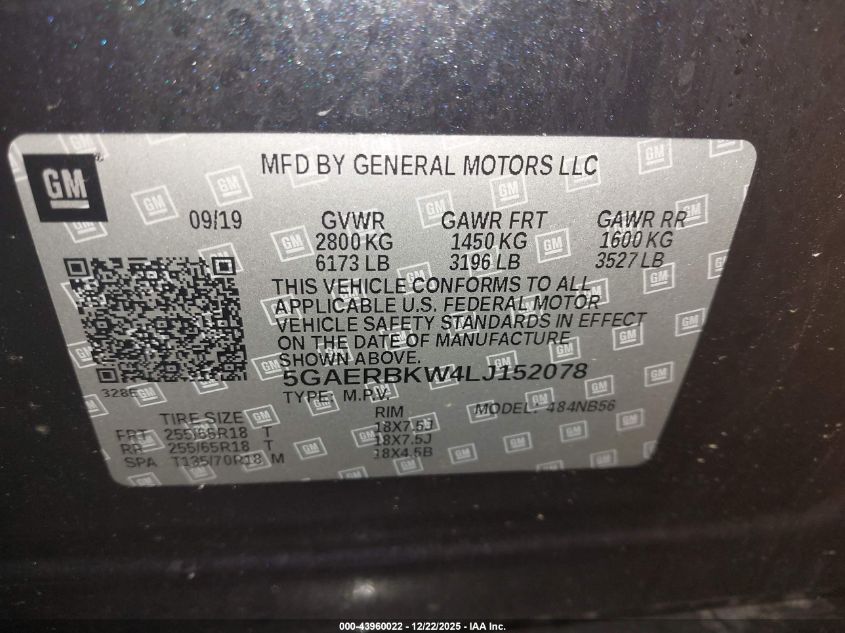 GM
MFD BY GENERAL MOTORS LLC
09/19 GVWR GAWR FRT GAWR RR
2800 KG 1450 KG 1600 KG
6173 LB 3196 LB 3527 LB
THIS VEHICLE CONFORMS TO ALL
APPLICABLE U.S. FEDERAL MOTOR
VEHICLE SAFETY STANDARDS IN EFFECT
ON THE DATE OF MANUFACTURE
SHOWN ABOVE.
5GAERBKW4LJ152078
328E
TYPE: M.P.V. MODEL: 484NB56
TIRE SIZE RIM
FRT 255/65R18 T 18X7.5J
RR 255/65R18 T 18X7.5J
SPA T135/70R18 M 18X4.5B
000-43960022 - 12/22/2025 - IAA Inc.